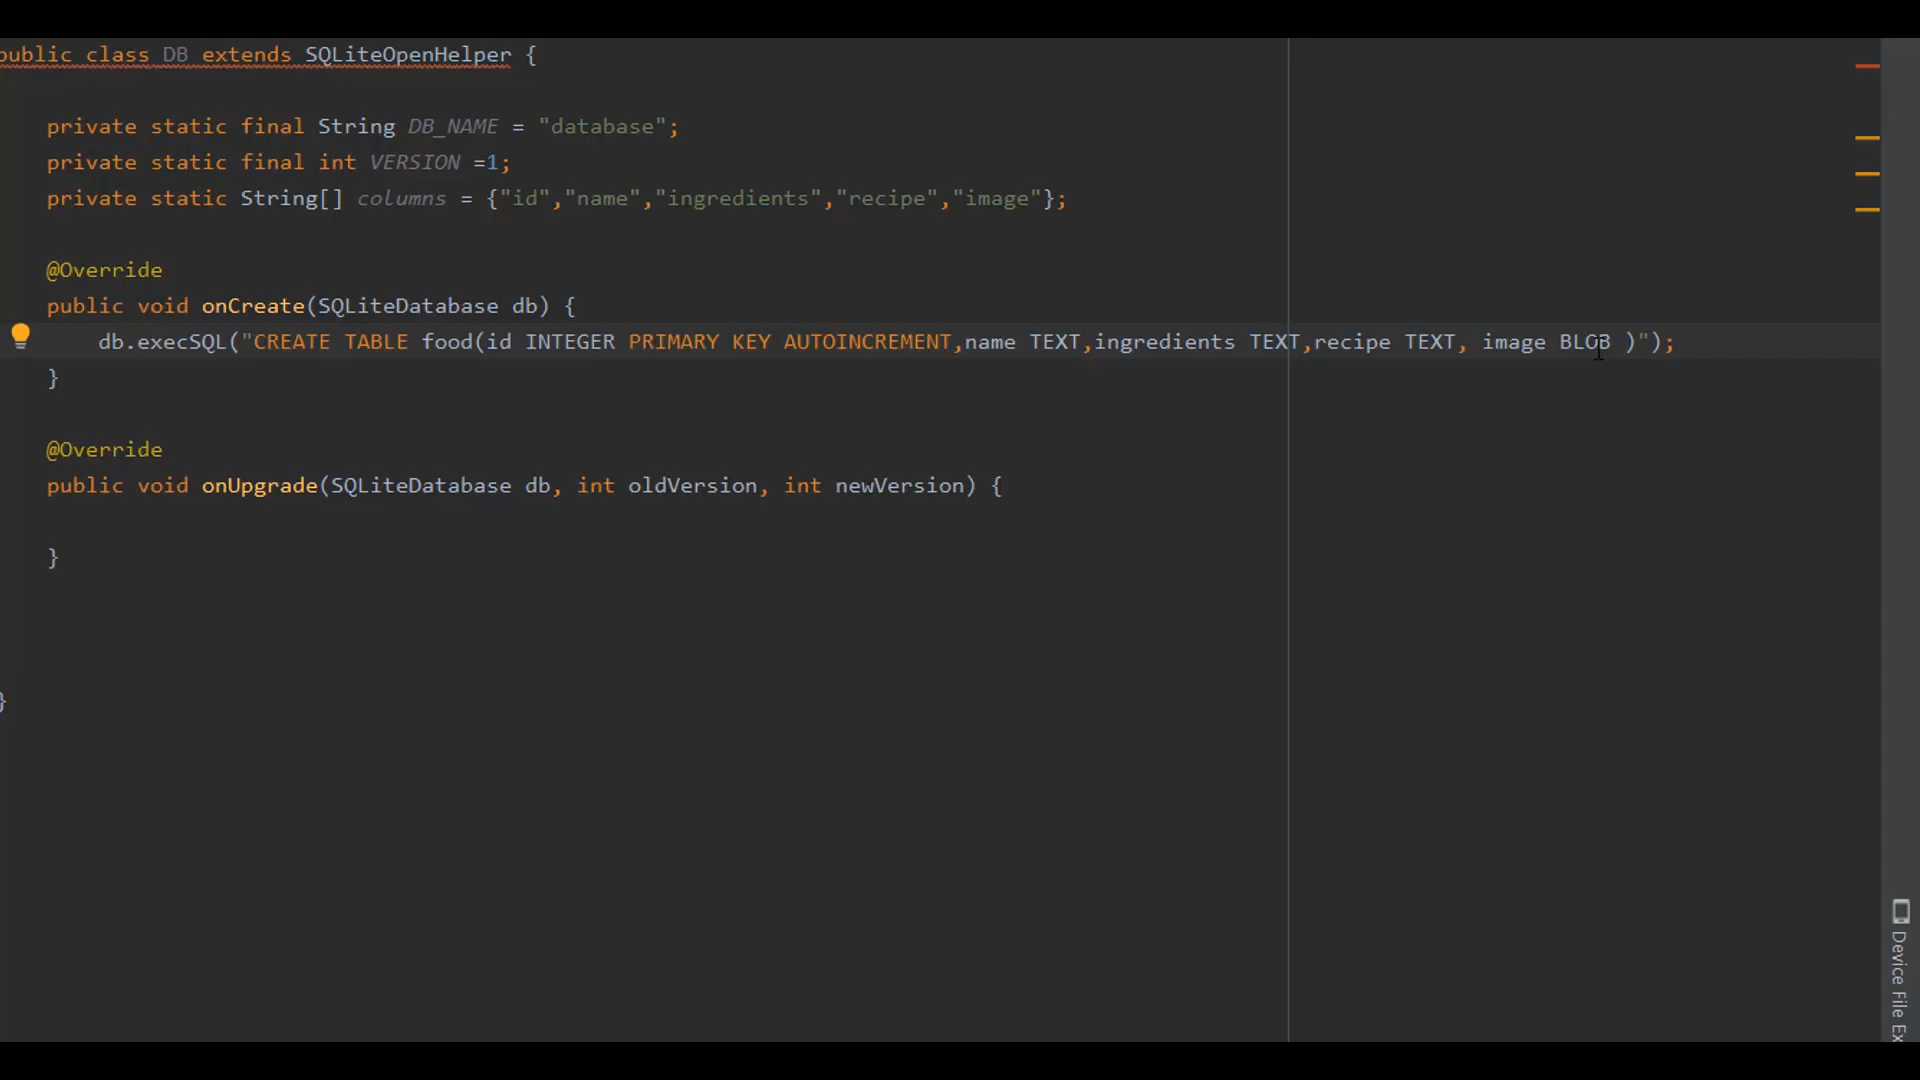 public class DB extends SQLiteOpenHelper {
private static final String DB_NAME = "database";
private static final int VERSION =1;
private static String[] columns = {"id","name","ingredients","recipe","image"};
@Override
public void onCreate(SQLiteDatabase db) {
db.execSQL("CREATE TABLE food(id INTEGER PRIMARY KEY AUTOINCREMENT,name TEXT,ingredients TEXT,recipe TEXT, image BLOB )");
}
@Override
public void onUpgrade(SQLiteDatabase db, int oldVersion, int newVersion) {
}
}
Device File Ex